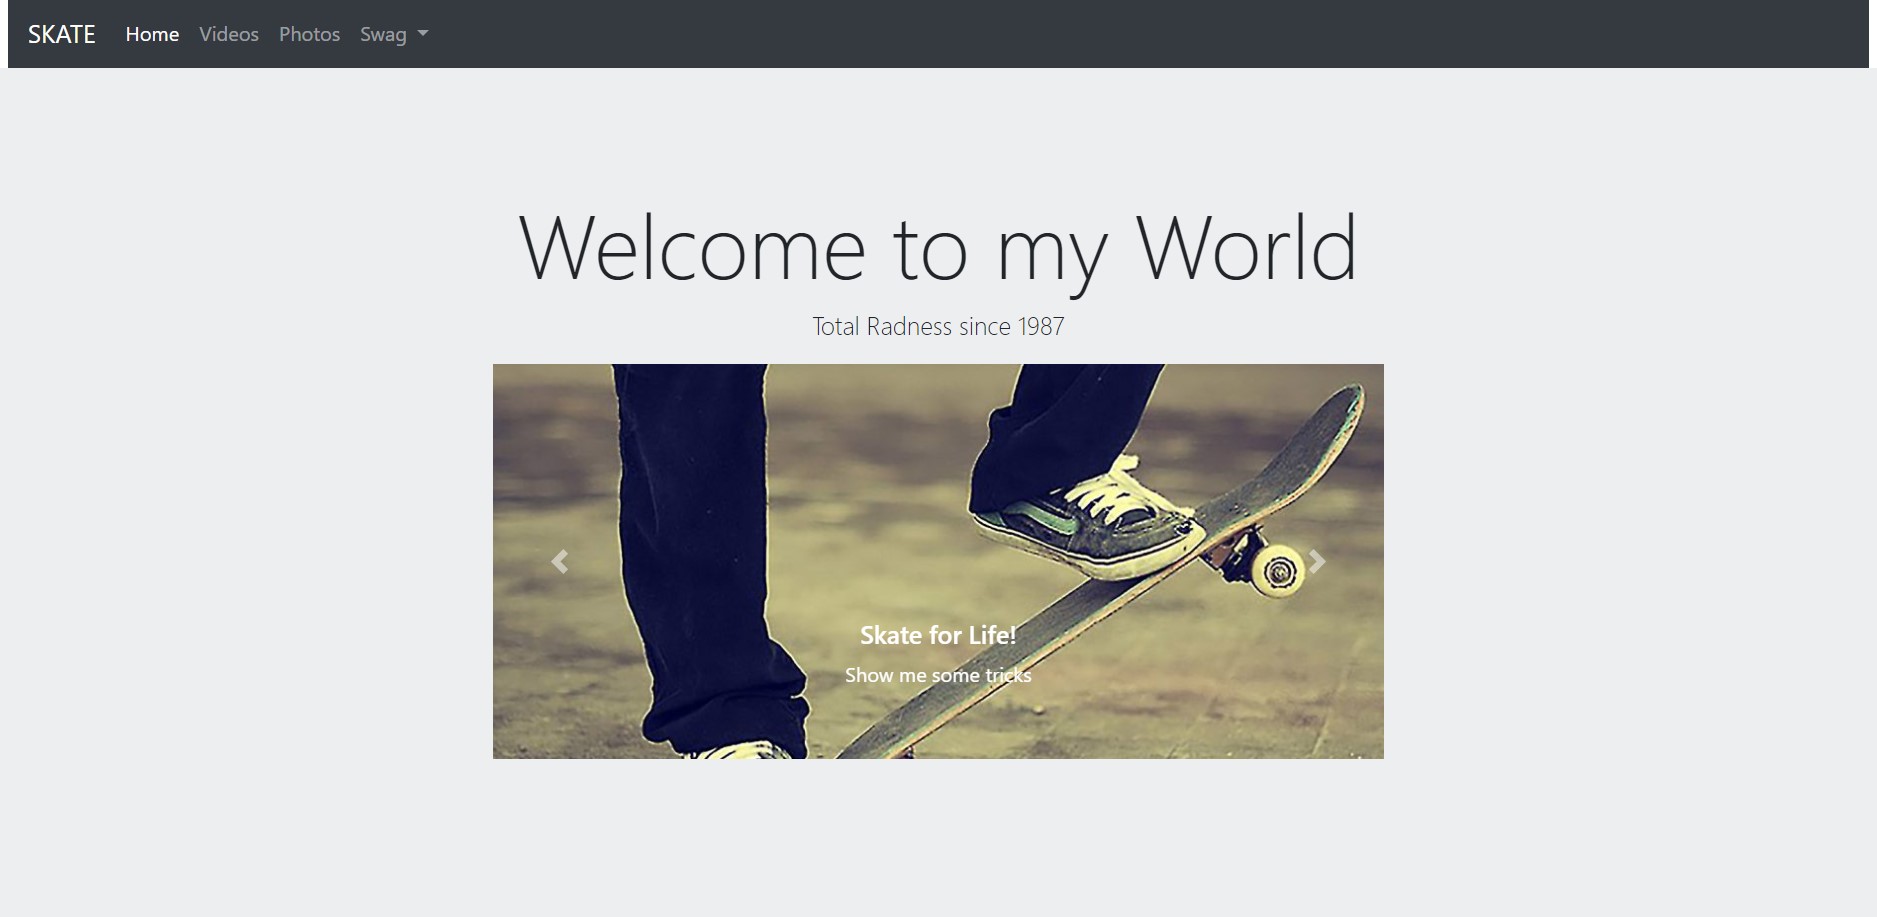 SKATE Home Videos Photos Swag
Welcome to my World
Total Radness since 1987
Skate for Life!
Show me some tricks